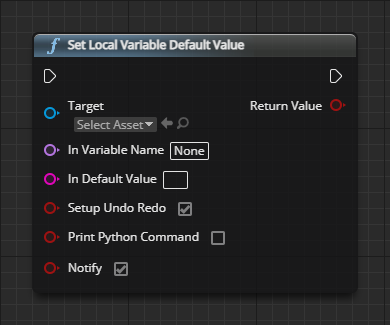 f Set Local Variable Default Value
Target
Return Value
Select Asset
In Variable Name None
In Default Value
Setup Undo Redo
Print Python Command
Notify